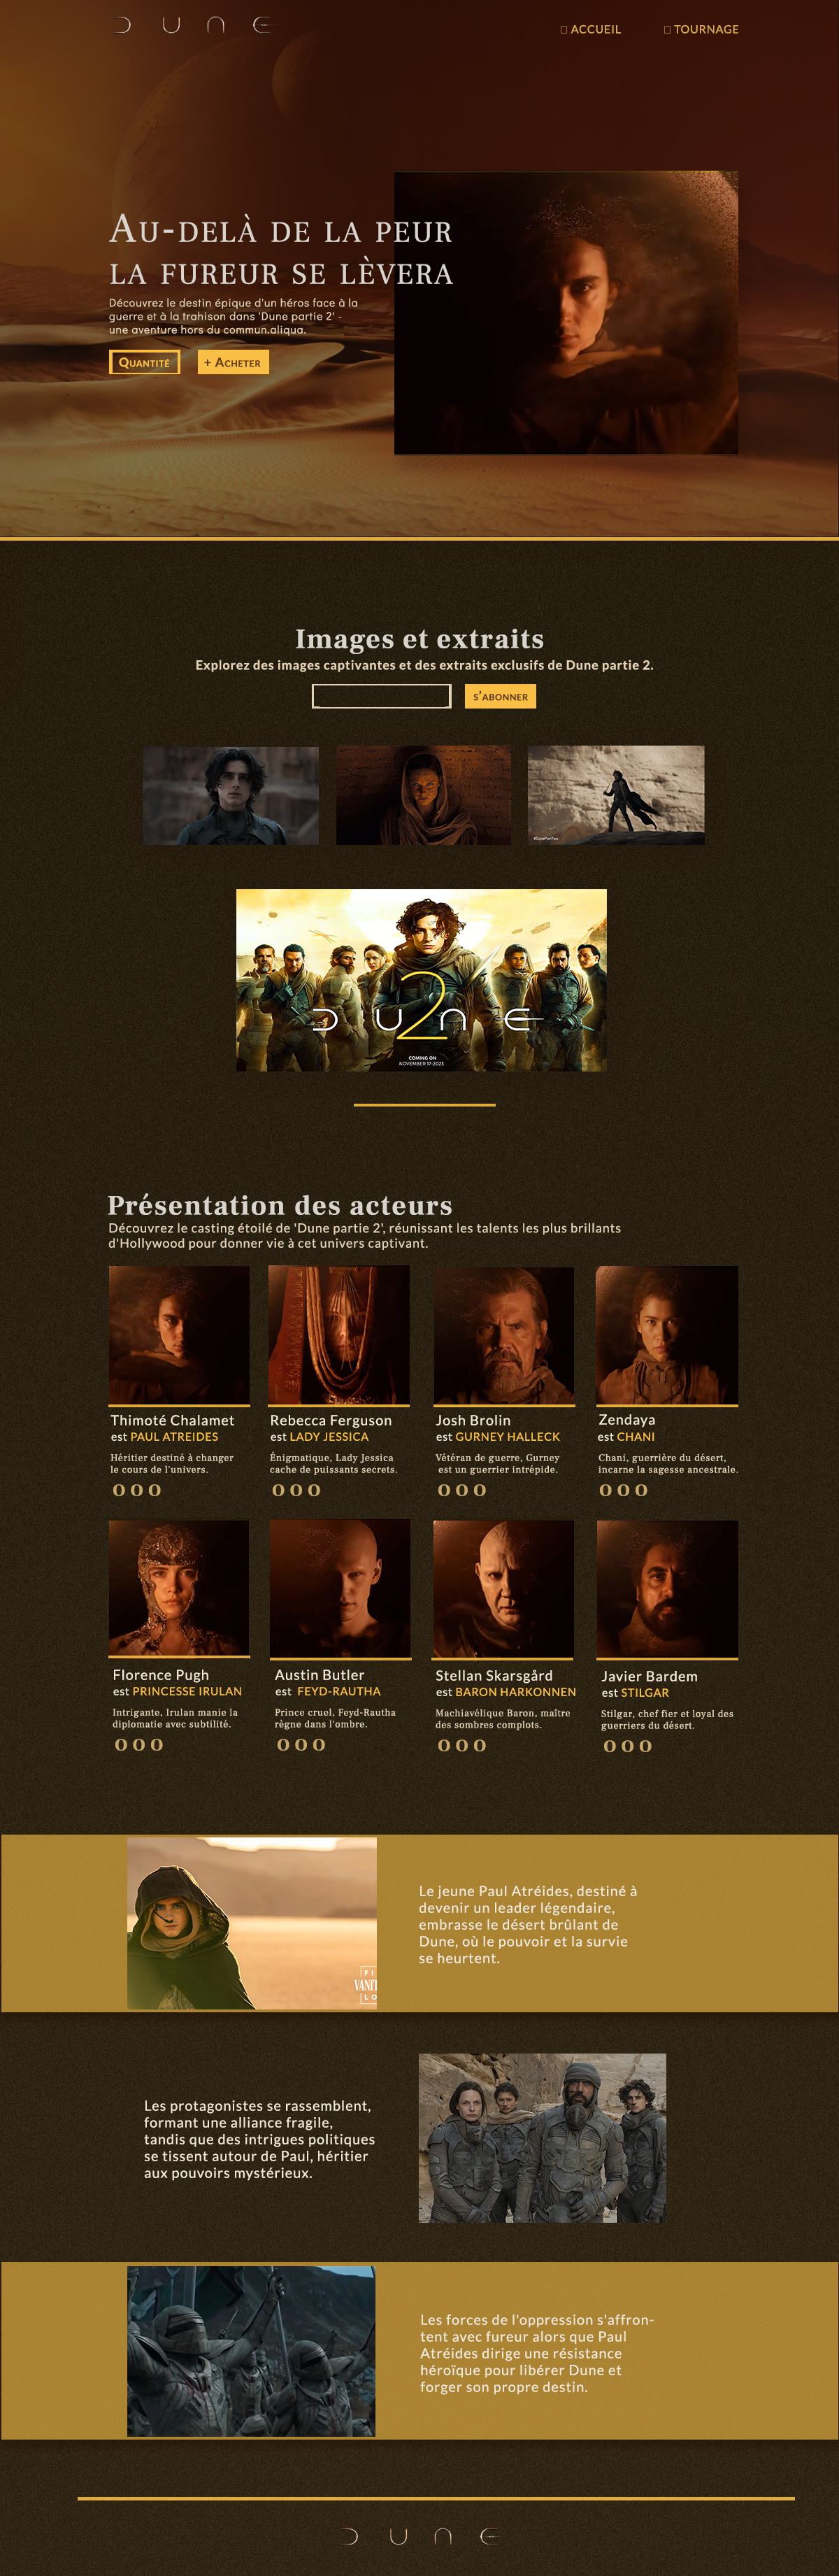 DUNE
ACCUEIL
TOURNAGE
Au-delà de la peur
la fureur se lèvera
Découvrez le destin épique d'un héros face à la
guerre et à la trahison dans 'Dune partie 2' -
une aventure hors du commun.aliqua.
Quantité
+ Acheter
Images et extraits
Explorez des images captivantes et des extraits exclusifs de Dune partie 2.
s'abonner
#DunePartTwo
2
DUNE
COMING ON
NOVEMBER 17·2023
Présentation des acteurs
Découvrez le casting étoilé de 'Dune partie 2', réunissant les talents les plus brillants
d'Hollywood pour donner vie à cet univers captivant.
Thimoté Chalamet
est PAUL ATREIDES
Héritier destiné à changer
le cours de l'univers.
O O O
Rebecca Ferguson
est LADY JESSICA
Énigmatique, Lady Jessica
cache de puissants secrets.
O O O
Josh Brolin
est GURNEY HALLECK
Vétéran de guerre, Gurney
est un guerrier intrépide.
O O O
Zendaya
est CHANI
Chani, guerrière du désert,
incarne la sagesse ancestrale.
O O O
Florence Pugh
est PRINCESSE IRULAN
Intrigante, Irulan manie la
diplomatie avec subtilité.
O O O
Austin Butler
est FEYD-RAUTHA
Prince cruel, Feyd-Rautha
règne dans l'ombre.
O O O
Stellan Skarsgård
est BARON HARKONNEN
Machiavélique Baron, maître
des sombres complots.
O O O
Javier Bardem
est STILGAR
Stilgar, chef fier et loyal des
guerriers du désert.
O O O
FI
VANIT
LO
Le jeune Paul Atréides, destiné à
devenir un leader légendaire,
embrasse le désert brûlant de
Dune, où le pouvoir et la survie
se heurtent.
Les protagonistes se rassemblent,
formant une alliance fragile,
tandis que des intrigues politiques
se tissent autour de Paul, héritier
aux pouvoirs mystérieux.
Les forces de l'oppression s'affron-
tent avec fureur alors que Paul
Atréides dirige une résistance
héroïque pour libérer Dune et
forger son propre destin.
DUNE